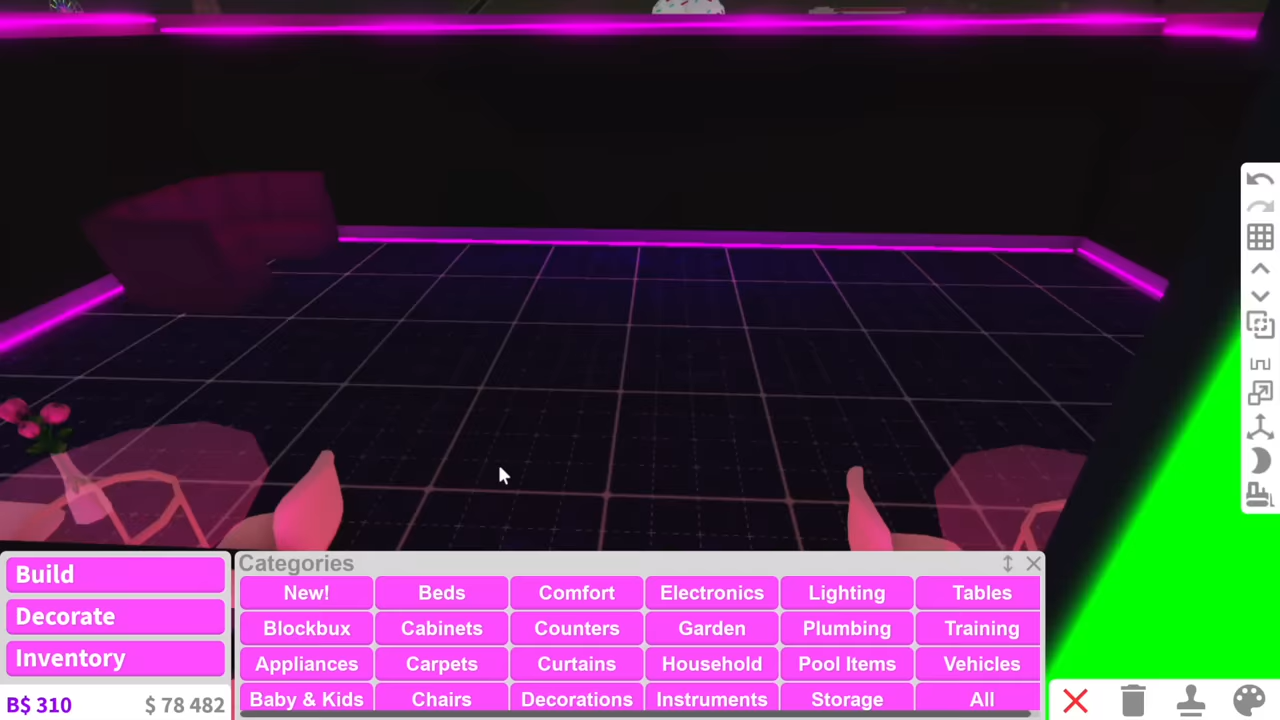 Build
Decorate
Inventory
B$ 310 $ 78 482
Categories
New! Beds Comfort Electronics Lighting Tables
Blockbux Cabinets Counters Garden Plumbing Training
Appliances Carpets Curtains Household Pool Items Vehicles
Baby & Kids Chairs Decorations Instruments Storage All